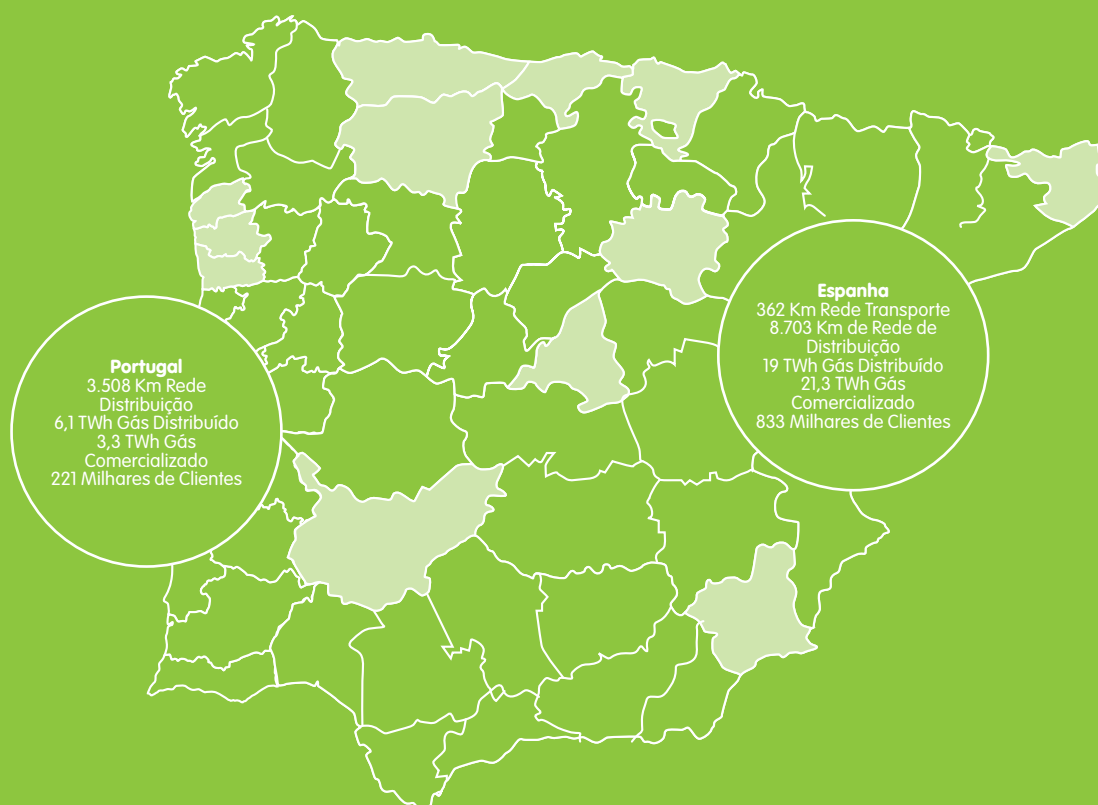 Portugal
3.508 Km Rede
Distribuição
6,1 TWh Gás Distribuído
3,3 TWh Gás
Comercializado
221 Milhares de Clientes
Espanha
362 Km Rede Transporte
8.703 Km de Rede de
Distribuição
19 TWh Gás Distribuído
21,3 TWh Gás
Comercializado
833 Milhares de Clientes